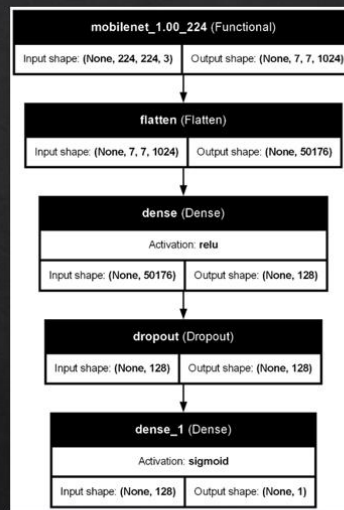 mobilenet_1.00_224 (Functional)
Input shape: (None, 224, 224, 3) Output shape: (None, 7, 7, 1024)
flatten (Flatten)
Input shape: (None, 7, 7, 1024) Output shape: (None, 50176)
dense (Dense)
Activation: relu
Input shape: (None, 50176) Output shape: (None, 128)
dropout (Dropout)
Input shape: (None, 128) Output shape: (None, 128)
dense_1 (Dense)
Activation: sigmoid
Input shape: (None, 128) Output shape: (None, 1)